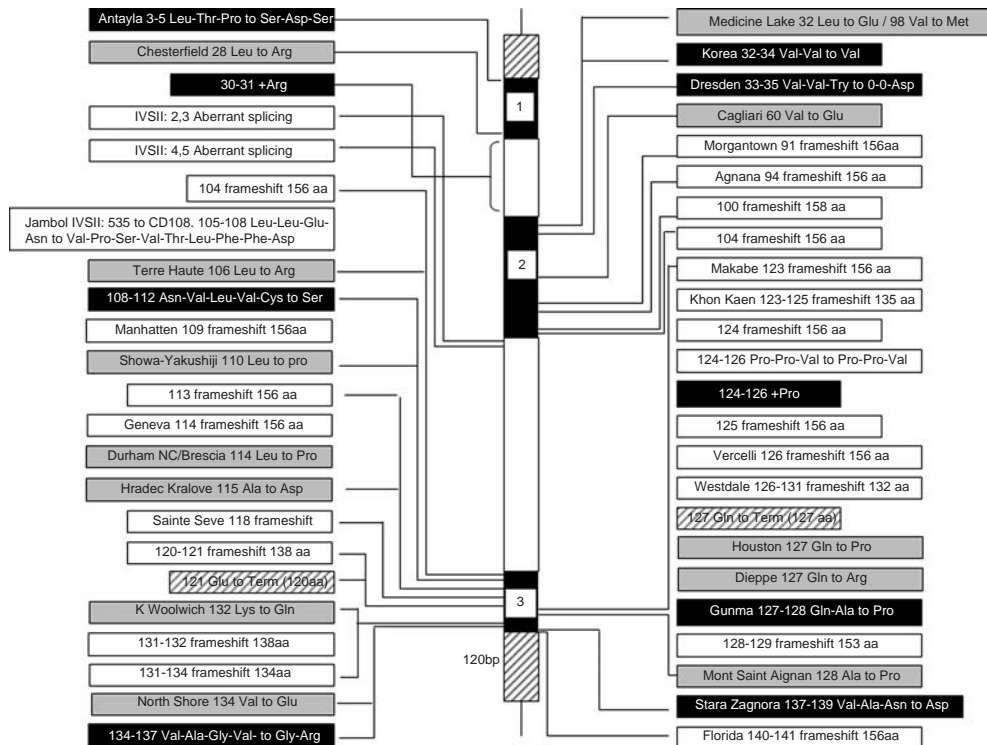 Antayla 3-5 Leu-Thr-Pro to Ser-Asp-Ser
Chesterfield 28 Leu to Arg
30-31 +Arg
IVSII: 2,3 Aberrant splicing
IVSII: 4,5 Aberrant splicing
104 frameshift 156 aa
Jambol IVSII: 535 to CD108. 105-108 Leu-Leu-Glu-
Asn to Val-Pro-Ser-Val-Thr-Leu-Phe-Phe-Asp
Terre Haute 106 Leu to Arg
108-112 Asn-Val-Leu-Val-Cys to Ser
Manhatten 109 frameshift 156aa
Showa-Yakushiji 110 Leu to pro
113 frameshift 156 aa
Geneva 114 frameshift 156 aa
Durham NC/Brescia 114 Leu to Pro
Hradec Kralove 115 Ala to Asp
Sainte Seve 118 frameshift
120-121 frameshift 138 aa
121 Glu to Term (120aa)
K Woolwich 132 Lys to Gln
131-132 frameshift 138aa
131-134 frameshift 134aa
North Shore 134 Val to Glu
134-137 Val-Ala-Gly-Val- to Gly-Arg
1
2
3
120bp
Medicine Lake 32 Leu to Glu / 98 Val to Met
Korea 32-34 Val-Val to Val
Dresden 33-35 Val-Val-Try to 0-0-Asp
Cagliari 60 Val to Glu
Morgantown 91 frameshift 156aa
Agnana 94 frameshift 156 aa
100 frameshift 158 aa
104 frameshift 156 aa
Makabe 123 frameshift 156 aa
Khon Kaen 123-125 frameshift 135 aa
124 frameshift 156 aa
124-126 Pro-Pro-Val to Pro-Pro-Val
124-126 +Pro
125 frameshift 156 aa
Vercelli 126 frameshift 156 aa
Westdale 126-131 frameshift 132 aa
127 Gln to Term (127 aa)
Houston 127 Gln to Pro
Dieppe 127 Gln to Arg
Gunma 127-128 Gln-Ala to Pro
128-129 frameshift 153 aa
Mont Saint Aignan 128 Ala to Pro
Stara Zagnora 137-139 Val-Ala-Asn to Asp
Florida 140-141 frameshift 156aa